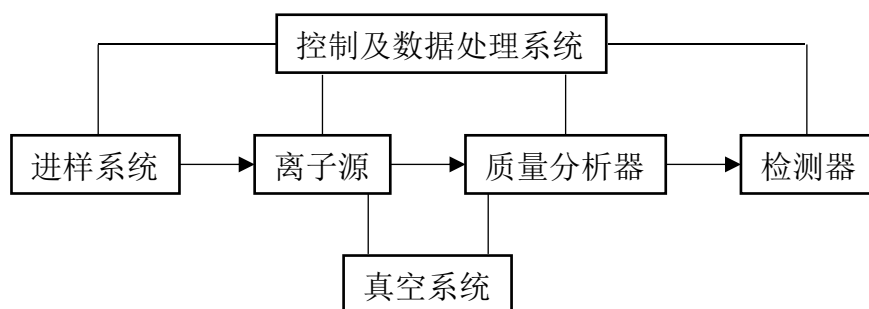 控制及数据处理系统
进样系统
离子源
质量分析器
检测器
真空系统